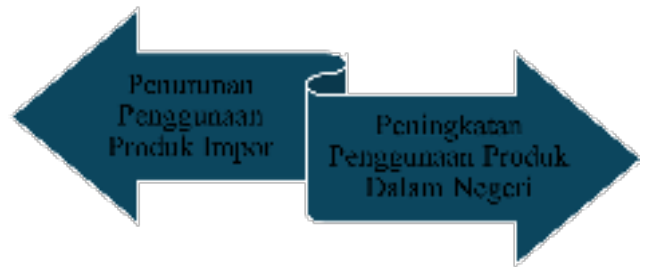 Penurunan
Penggunaan
Produk Impor
Peningkatan
Penggunaan Produk
Dalam Negeri